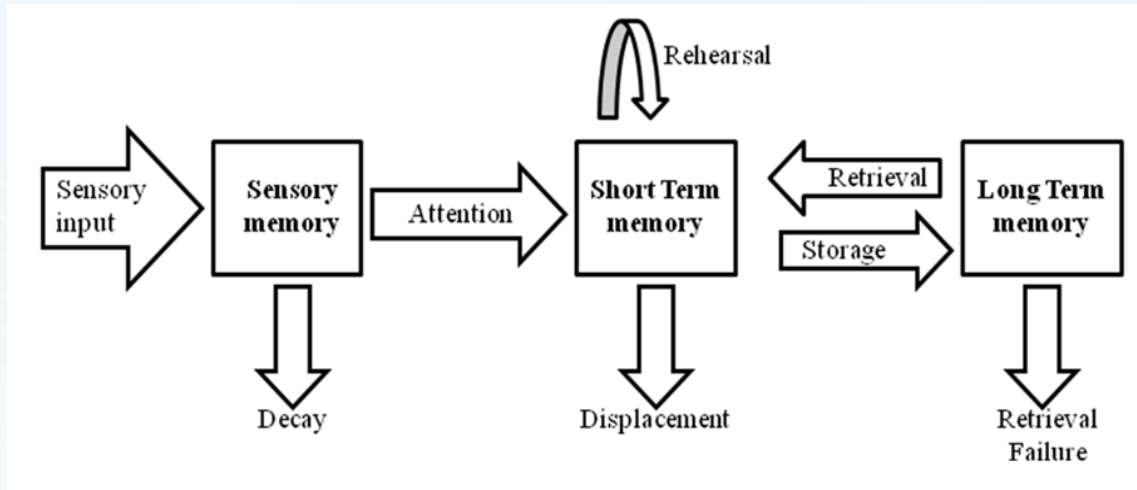 Rehearsal
Sensory
input
Sensory
memory
Attention
Short Term
memory
Retrieval
Storage
Long Term
memory
Decay
Displacement
Retrieval
Failure